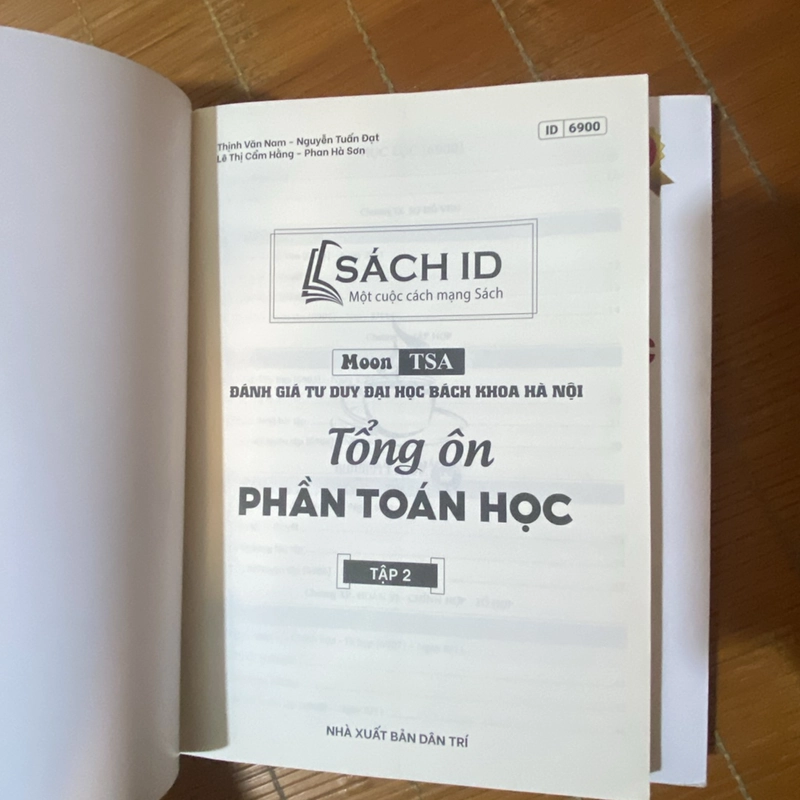 Thịnh Văn Nam - Nguyễn Tuấn Đạt
Lê Thị Cẩm Hằng - Phan Hà Sơn
ID 6900
SÁCH ID
Một cuộc cách mạng Sách
Moon TSA
ĐÁNH GIÁ TƯ DUY ĐẠI HỌC BÁCH KHOA HÀ NỘI
Tổng ôn
PHẦN TOÁN HỌC
TẬP 2
NHÀ XUẤT BẢN DÂN TRÍ